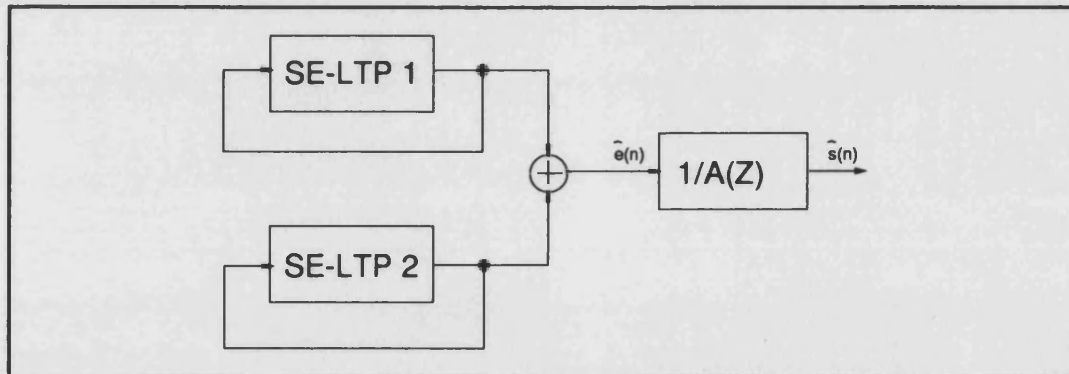 SE-LTP 1
ẽ(n)
1/A(Z)
s̃(n)
SE-LTP 2